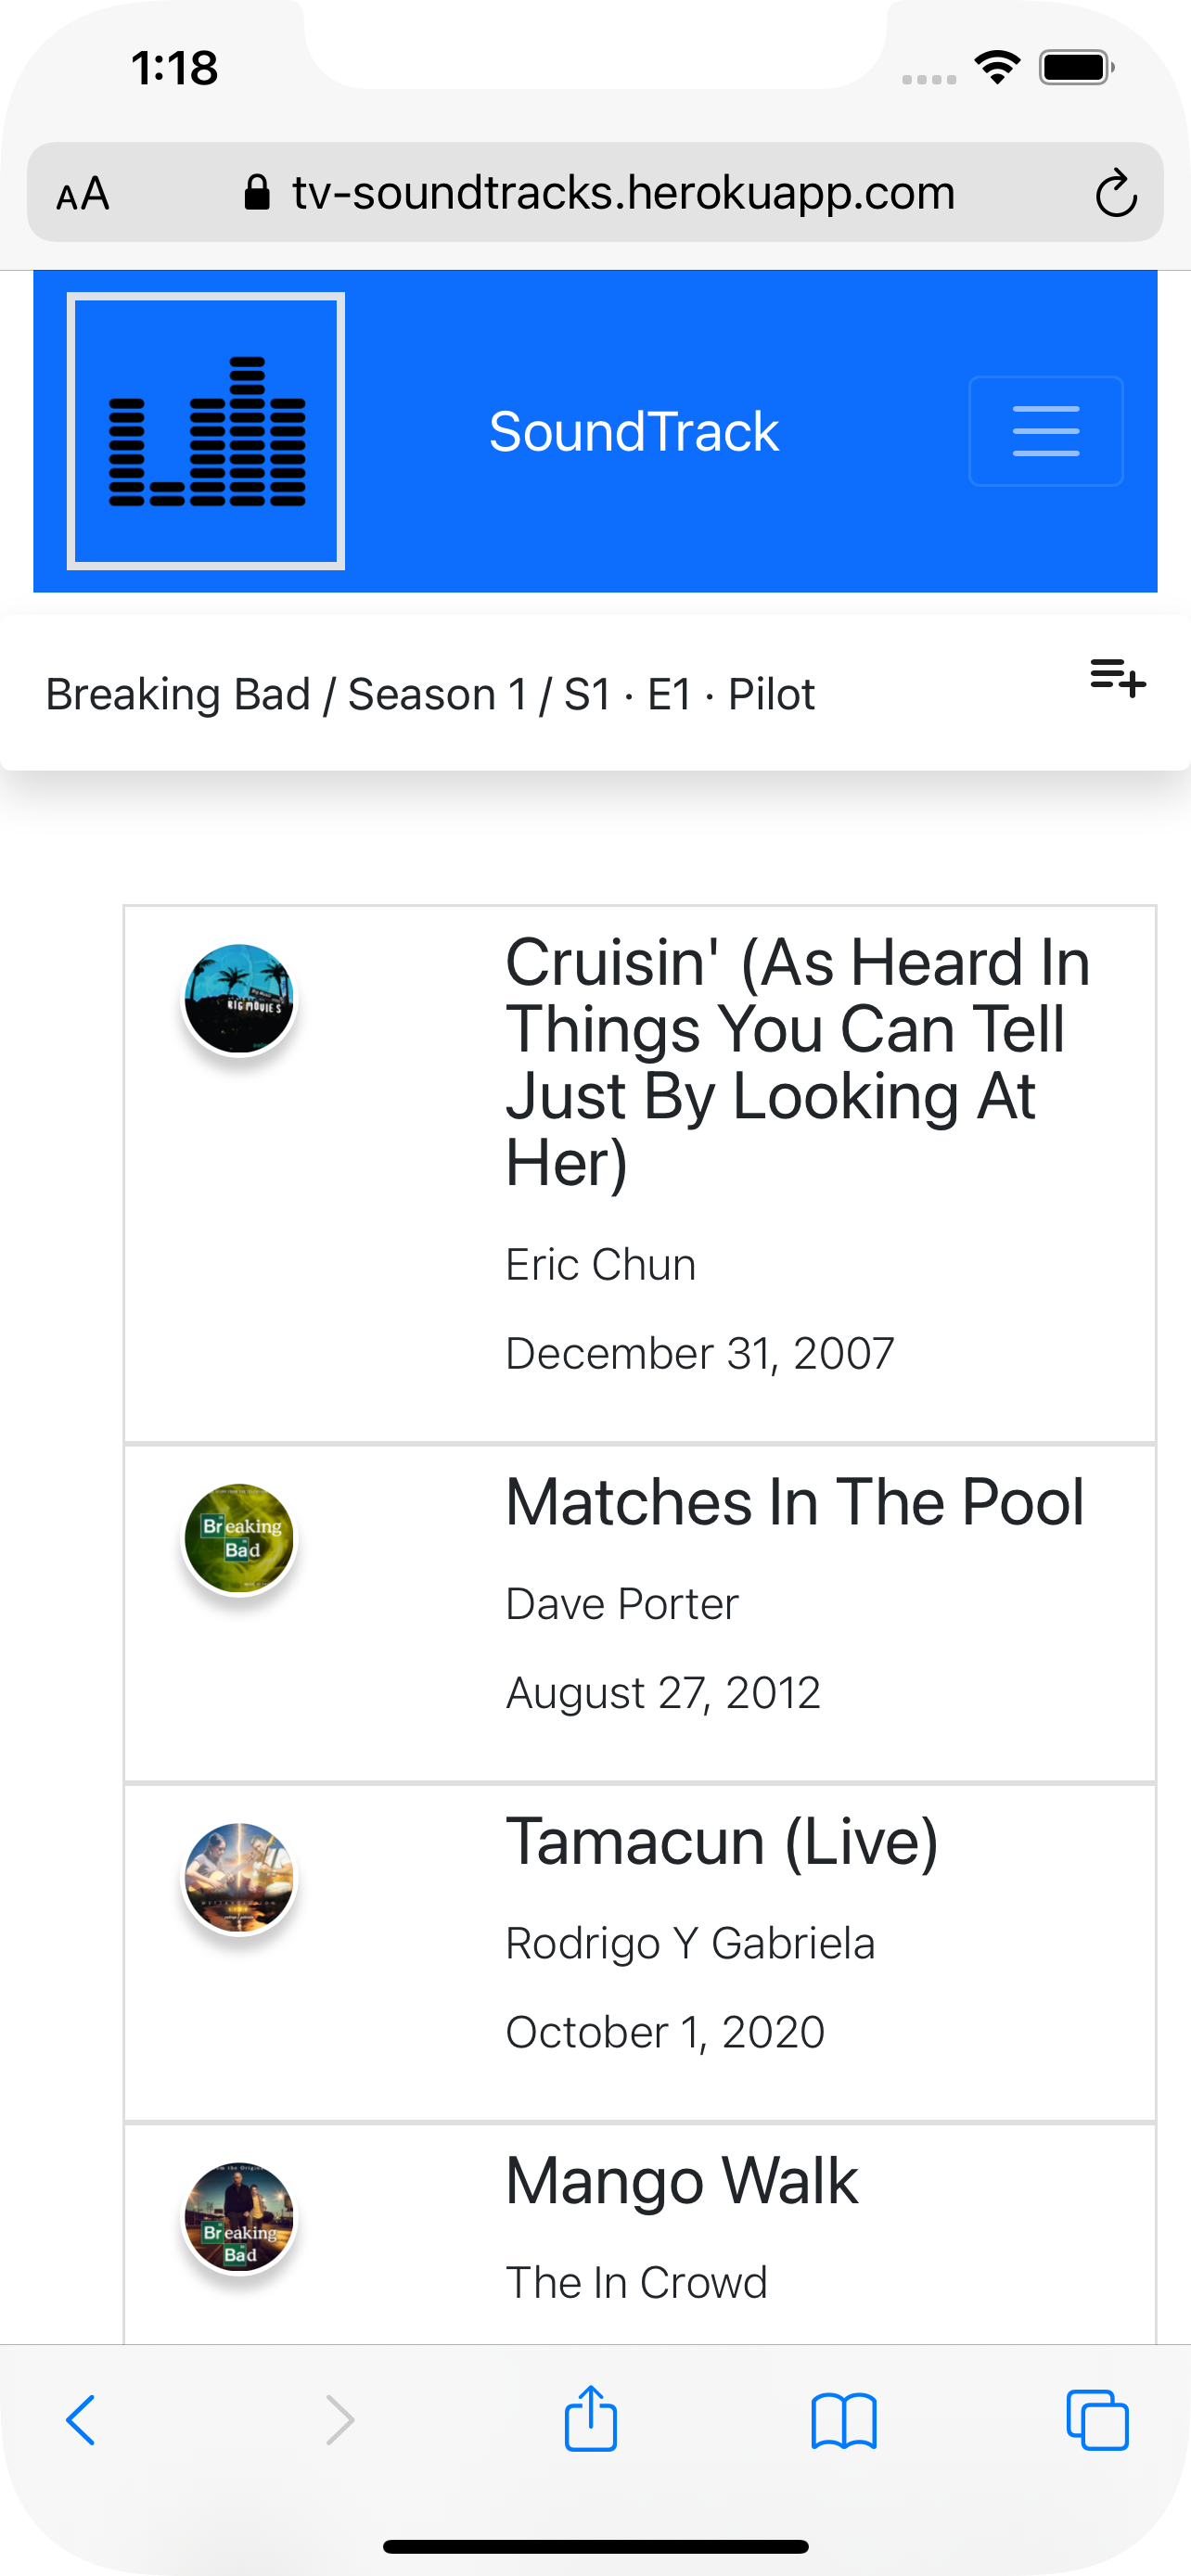 1:18
AA tv-soundtracks.herokuapp.com
SoundTrack
Breaking Bad / Season 1 / S1 · E1 · Pilot
Cruisin' (As Heard In
Things You Can Tell
Just By Looking At
Her)
Eric Chun
December 31, 2007
BIG MOVIES
Matches In The Pool
Dave Porter
August 27, 2012
Breaking
Bad
Tamacun (Live)
Rodrigo Y Gabriela
October 1, 2020
Mango Walk
The In Crowd
Breaking
Bad